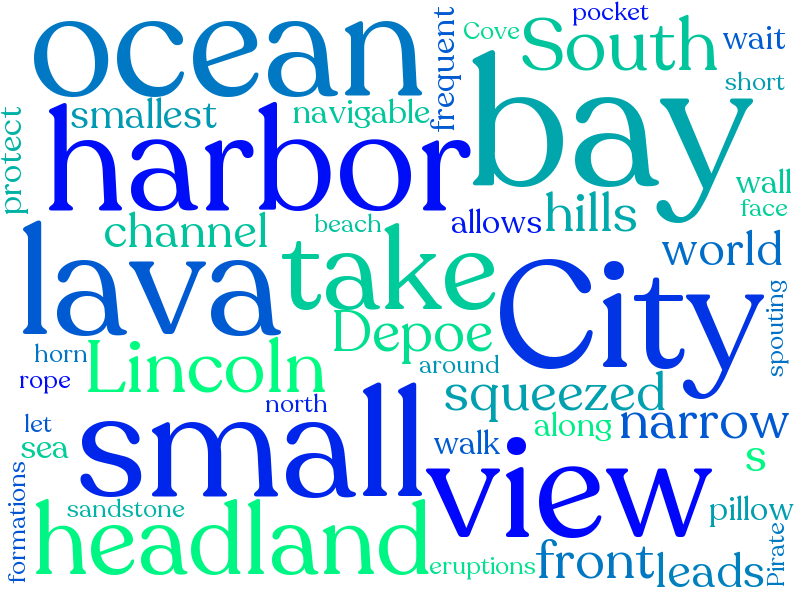 pocket
ocean
frequent
Cove
South
wait
short
smallest
navigable
bay
protect
harbor
wall
face
channel
beach
allows
hills
world
lava
take
City
spouting
Depoe
horn
Lincoln
around
rope
north
squeezed
let
small
along
narrow
sea
walk
view
s
formations
sandstone
headland
pillow
eruptions
front
leads
Pirate